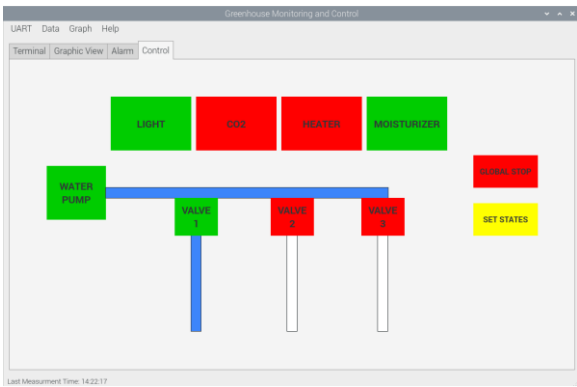 Greenhouse Monitoring and Control
UART Data Graph Help
Terminal Graphic View Alarm Control
LIGHT
CO2
HEATER
MOISTURIZER
GLOBAL STOP
WATER
PUMP
VALVE
1
VALVE
2
VALVE
3
SET STATES
Last Measurment Time: 14:22:17